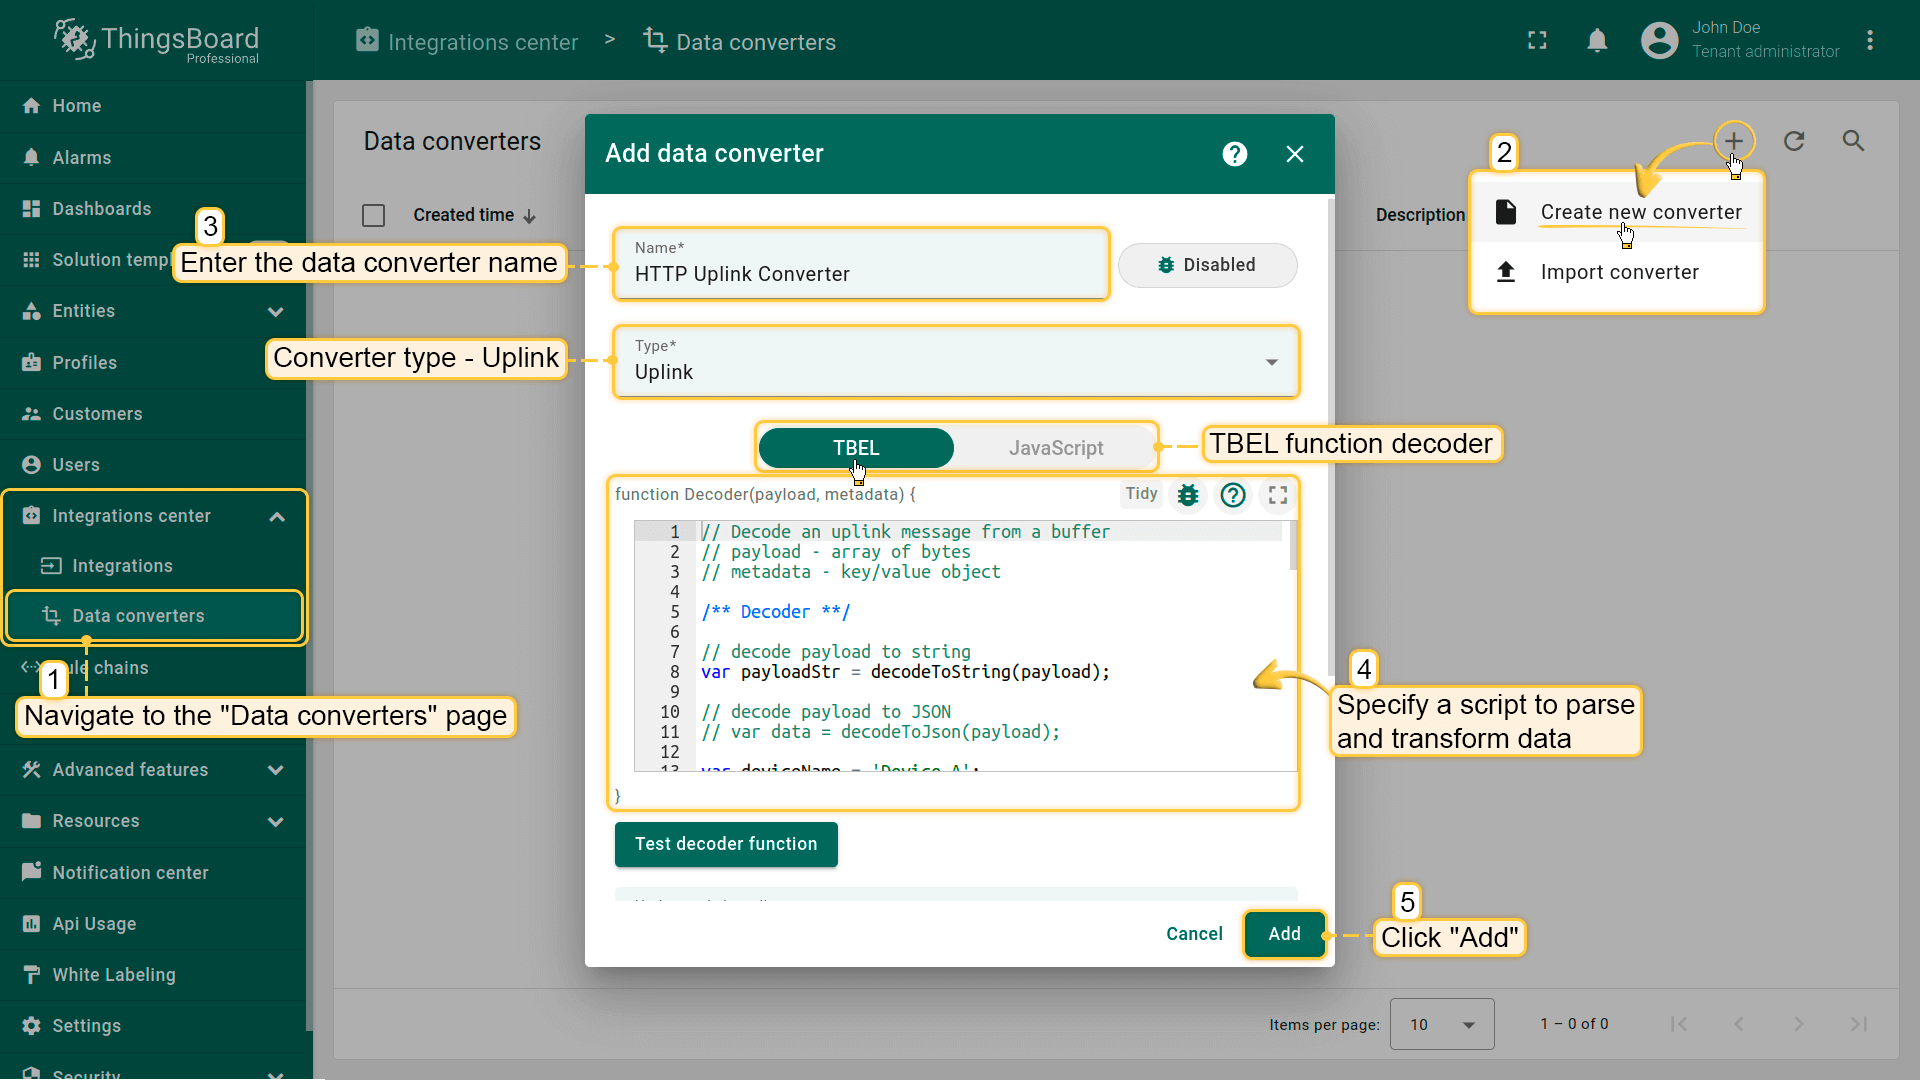 ThingsBoard
Professional
Integrations center > Data converters
John Doe
Tenant administrator
Home
Alarms
Dashboards
Solution templ
Entities
Profiles
Customers
Users
Integrations center
Integrations
Data converters
ule chains
Advanced features
Resources
Notification center
Api Usage
White Labeling
Settings
Security
1
Navigate to the "Data converters" page
Data converters
Created time
Description
2
Create new converter
Import converter
Add data converter
3
Enter the data converter name
Name*
HTTP Uplink Converter
Disabled
Converter type - Uplink
Type*
Uplink
TBEL
JavaScript
TBEL function decoder
function Decoder(payload, metadata) {
Tidy
1 // Decode an uplink message from a buffer
2 // payload - array of bytes
3 // metadata - key/value object
4
5 /** Decoder **/
6
7 // decode payload to string
8 var payloadStr = decodeToString(payload);
9
10 // decode payload to JSON
11 // var data = decodeToJson(payload);
12
13 var deviceName = 'Device A';
}
4
Specify a script to parse
and transform data
Test decoder function
Cancel
Add
5
Click "Add"
Items per page:
10
1 – 0 of 0